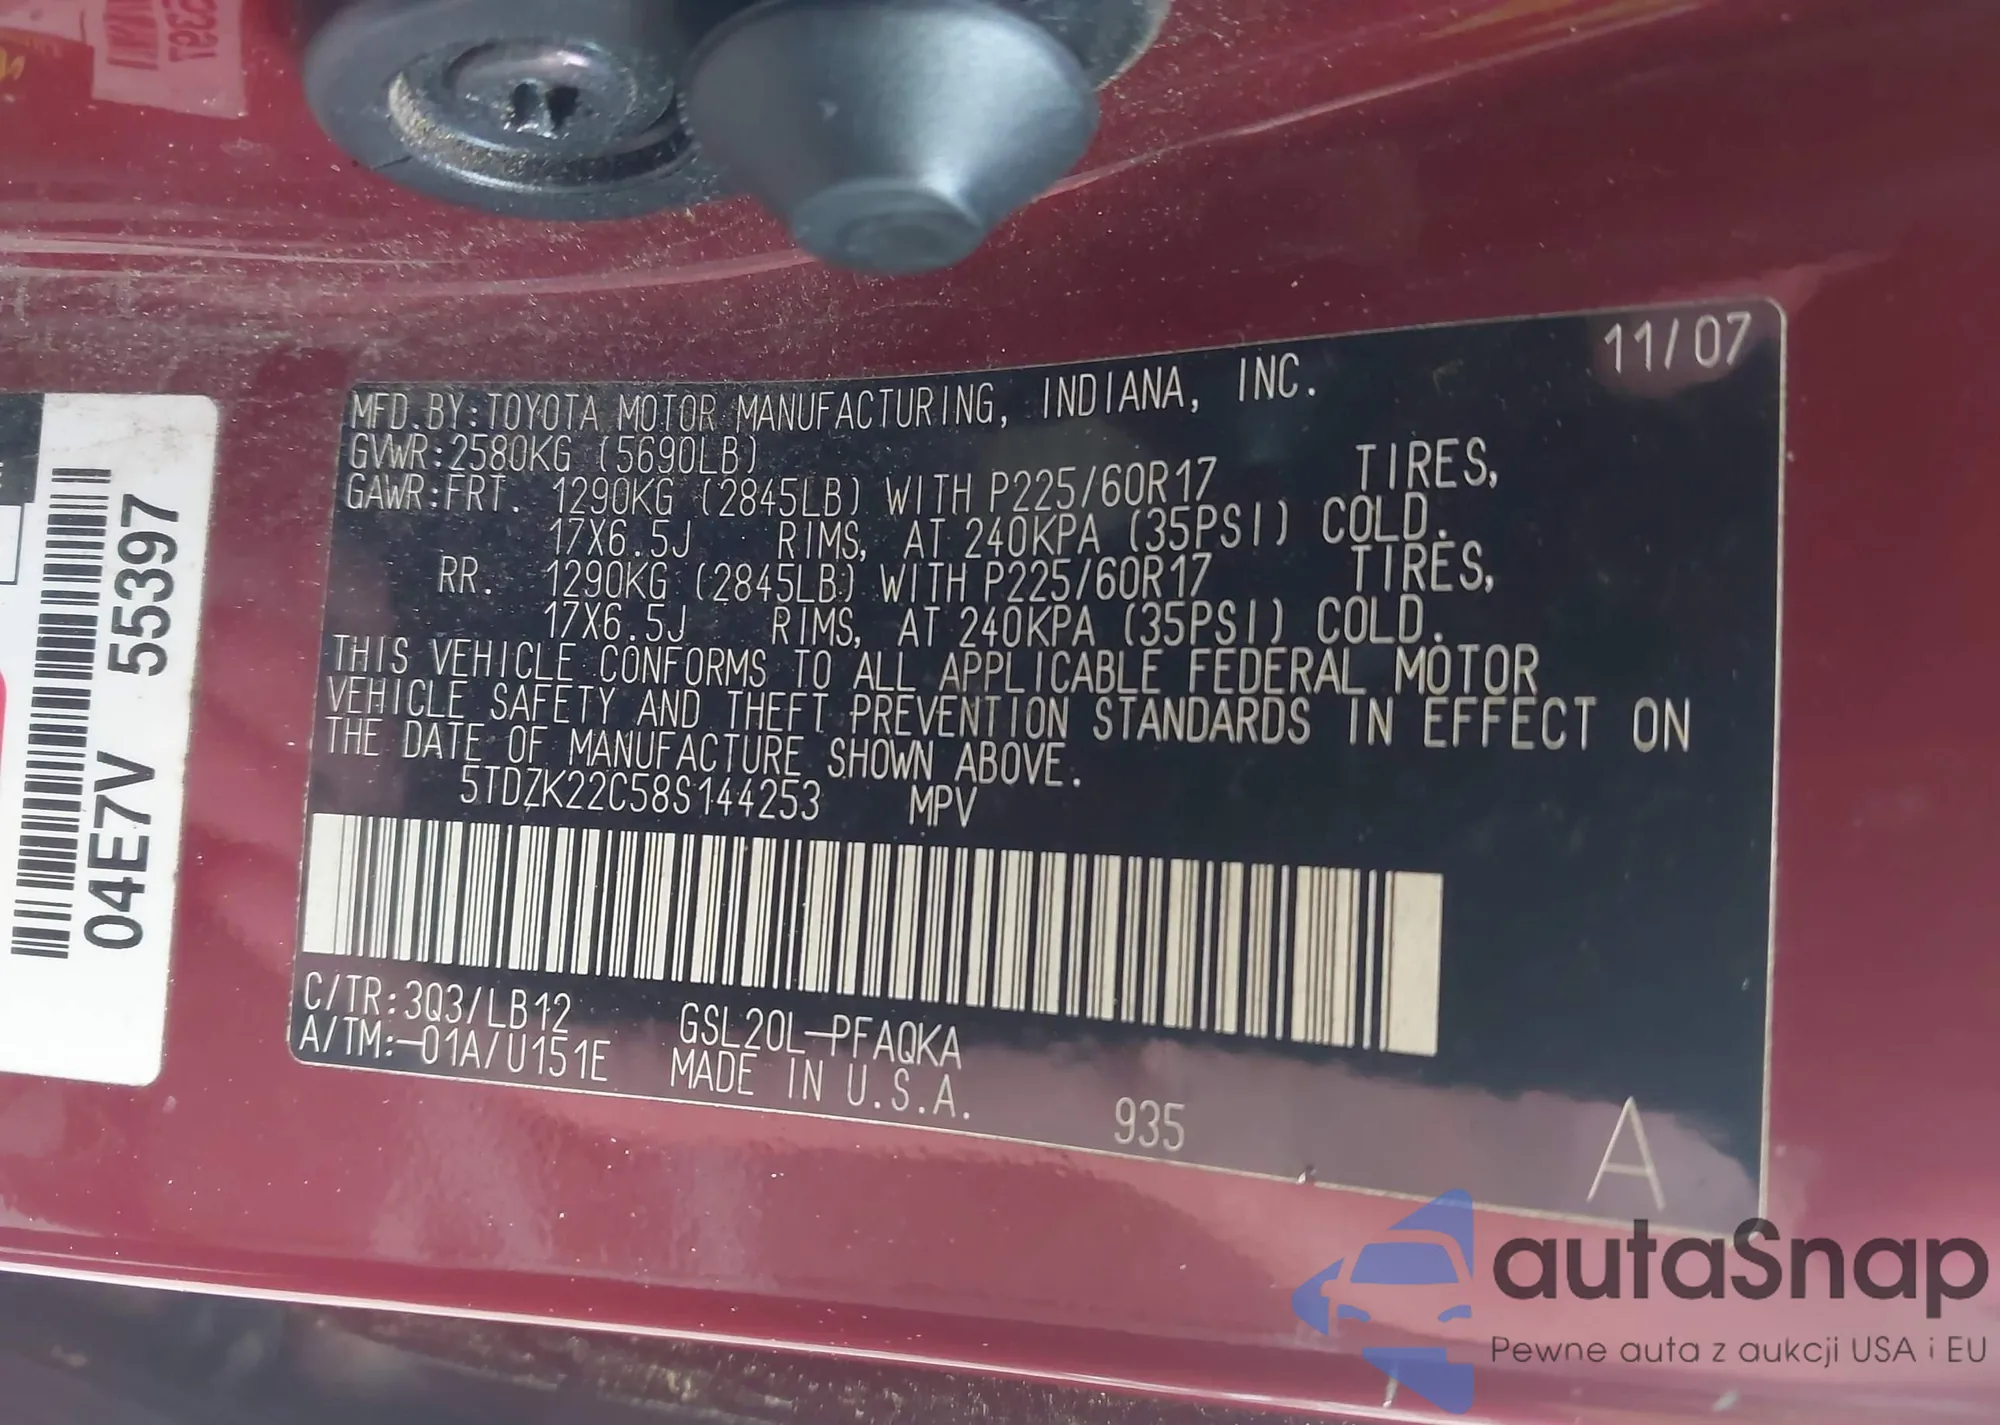 11/07
MFD.BY:TOYOTA MOTOR MANUFACTURING, INDIANA, INC.
GVWR:2580KG (5690LB)
GAWR:FRT. 1290KG (2845LB) WITH P225/60R17 TIRES,
17X6.5J RIMS, AT 240KPA (35PSI) COLD.
RR. 1290KG (2845LB) WITH P225/60R17 TIRES,
17X6.5J RIMS, AT 240KPA (35PSI) COLD.
THIS VEHICLE CONFORMS TO ALL APPLICABLE FEDERAL MOTOR
VEHICLE SAFETY AND THEFT PREVENTION STANDARDS IN EFFECT ON
THE DATE OF MANUFACTURE SHOWN ABOVE.
5TDZK22C58S144253 MPV
C/TR:3Q3/LB12 GSL20L-PFAQKA
A/TM:-01A/U151E MADE IN U.S.A.
935
A
04E7V 55397
autaSnap
Pewne auta z aukcji USA i EU